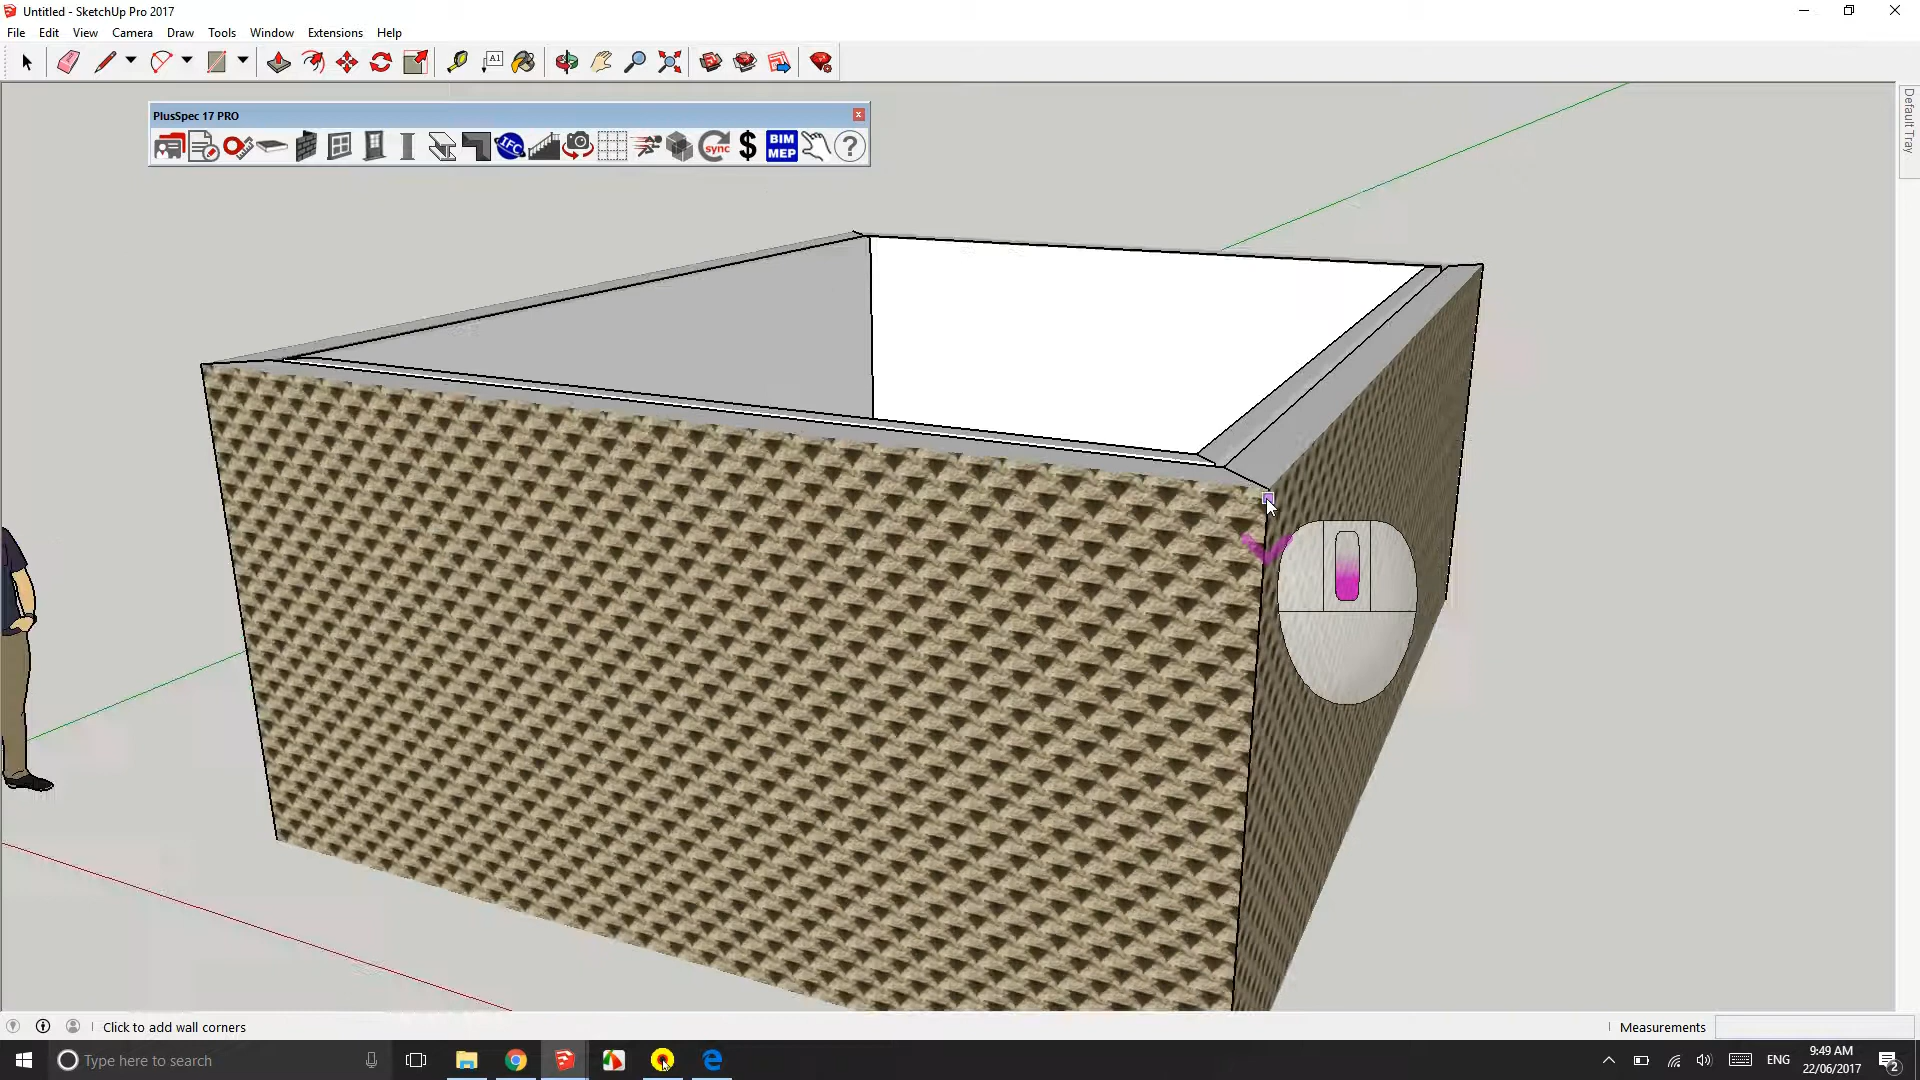 Untitled - SketchUp Pro 2017
File Edit View Camera Draw Tools Window Extensions Help
A1
PlusSpec 17 PRO
IFC
sync
$
BIM MEP
?
Default Tray
Click to add wall corners
Measurements
Type here to search
ENG
9:49 AM
22/06/2017
2